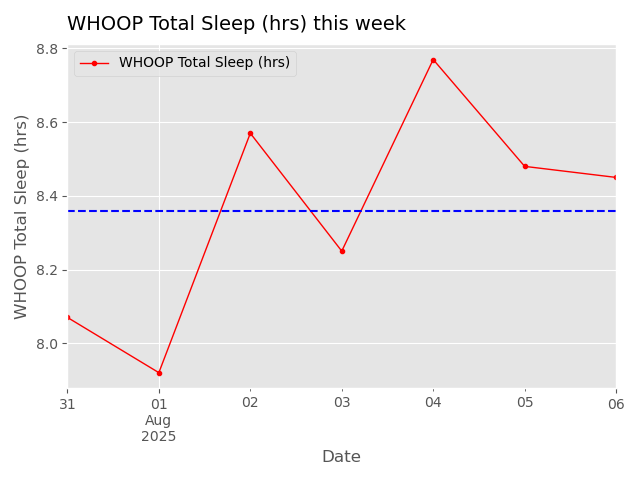 WHOOP Total Sleep (hrs) this week
WHOOP Total Sleep (hrs)
WHOOP Total Sleep (hrs)
8.8
8.6
8.4
8.2
8.0
31
01
Aug
2025
02
03
04
05
06
Date